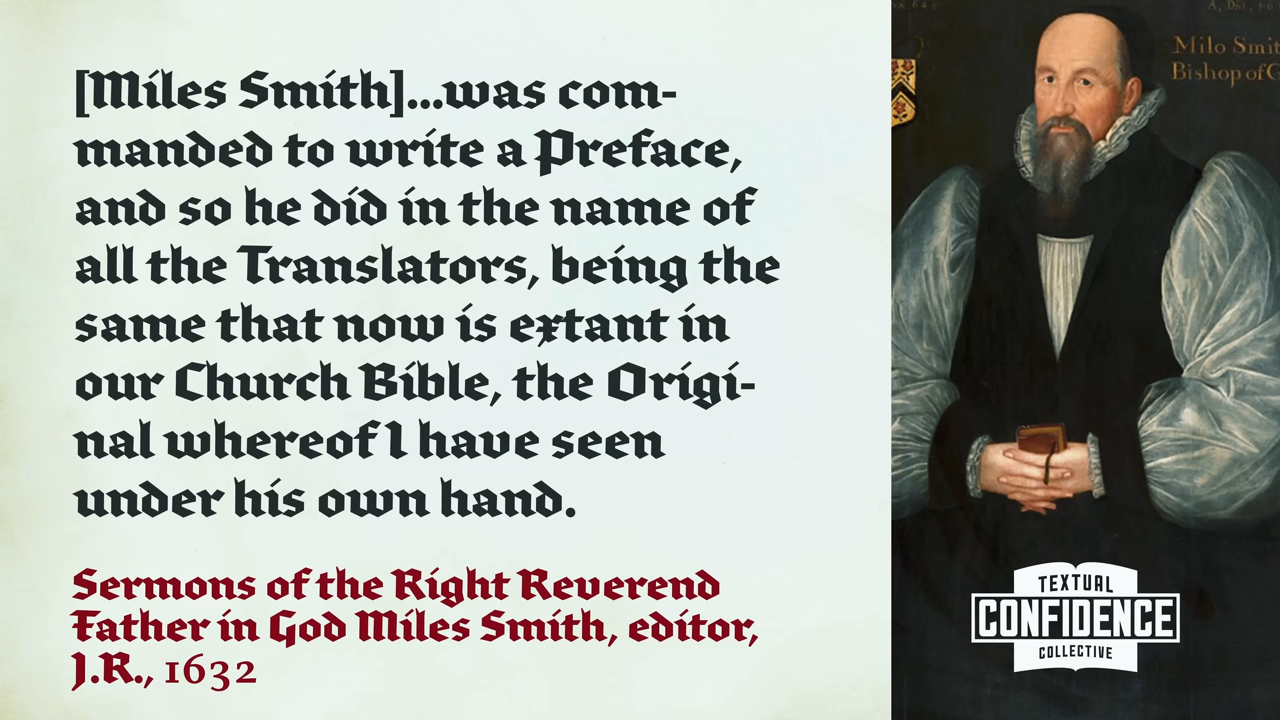 [Miles Smith]...was com-
manded to write a Preface,
and so he did in the name of
all the Translators, being the
same that now is extant in
our Church Bible, the Origi-
nal whereof I have seen
under his own hand.
Sermons of the Right Reverend
Father in God Miles Smith, editor,
J.R., 1632
Milo Smit
Bishop of G
TEXTUAL
CONFIDENCE
COLLECTIVE